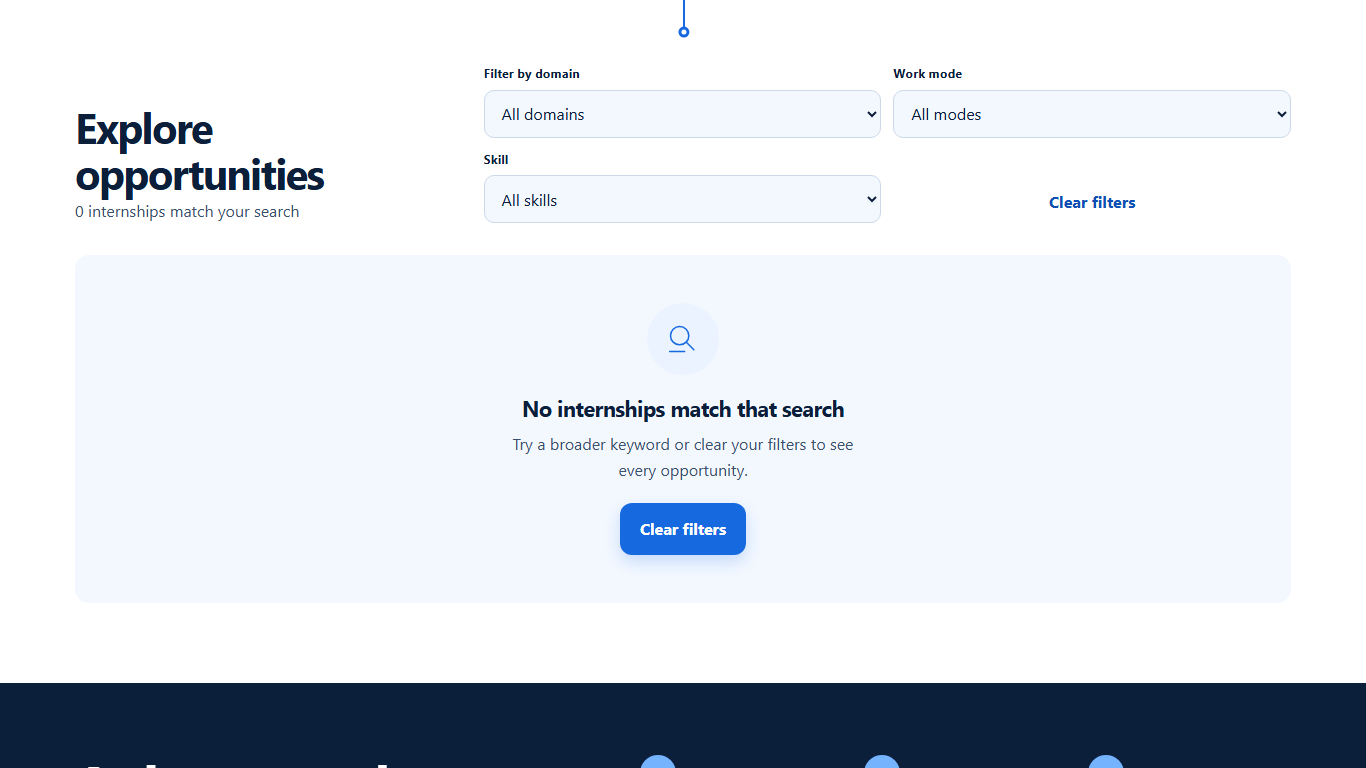 Explore
opportunities
0 internships match your search
Filter by domain
All domains
Work mode
All modes
Skill
All skills
Clear filters
No internships match that search
Try a broader keyword or clear your filters to see
every opportunity.
Clear filters